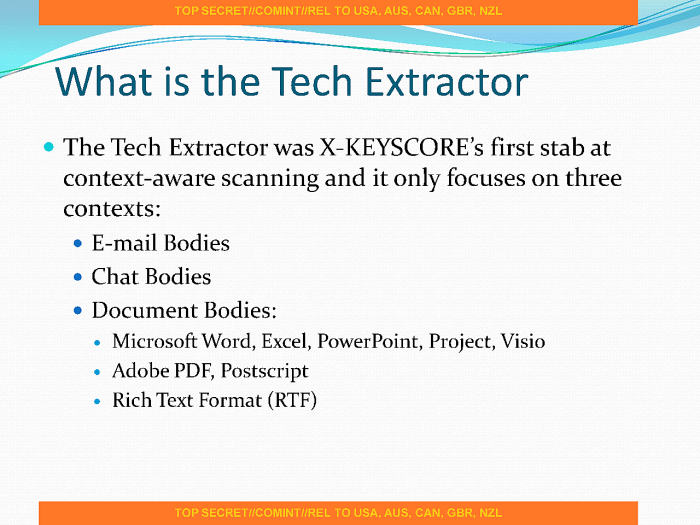 TOP SECRET//COMINT//REL TO USA, AUS, CAN, GBR, NZL
What is the Tech Extractor
The Tech Extractor was X-KEYSCORE's first stab at
context-aware scanning and it only focuses on three
contexts:
E-mail Bodies
Chat Bodies
Document Bodies:
Microsoft Word, Excel, PowerPoint, Project, Visio
Adobe PDF, Postscript
Rich Text Format (RTF)
TOP SECRET//COMINT//REL TO USA, AUS, CAN, GBR, NZL